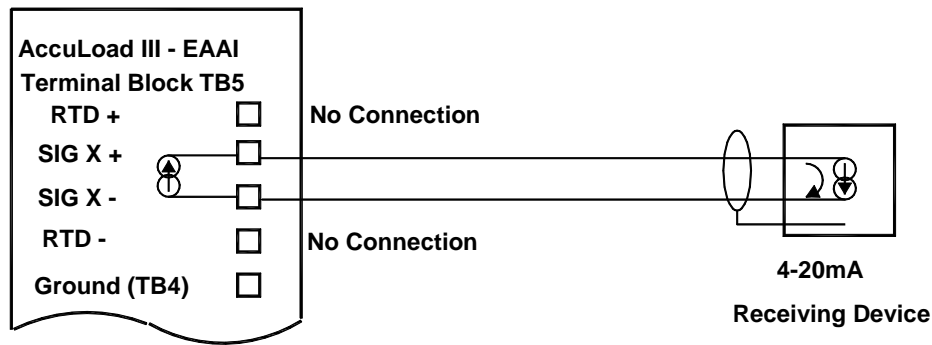 AccuLoad III - EAAI
Terminal Block TB5
RTD +
No Connection
SIG X +
SIG X -
RTD -
No Connection
Ground (TB4)
4-20mA
Receiving Device